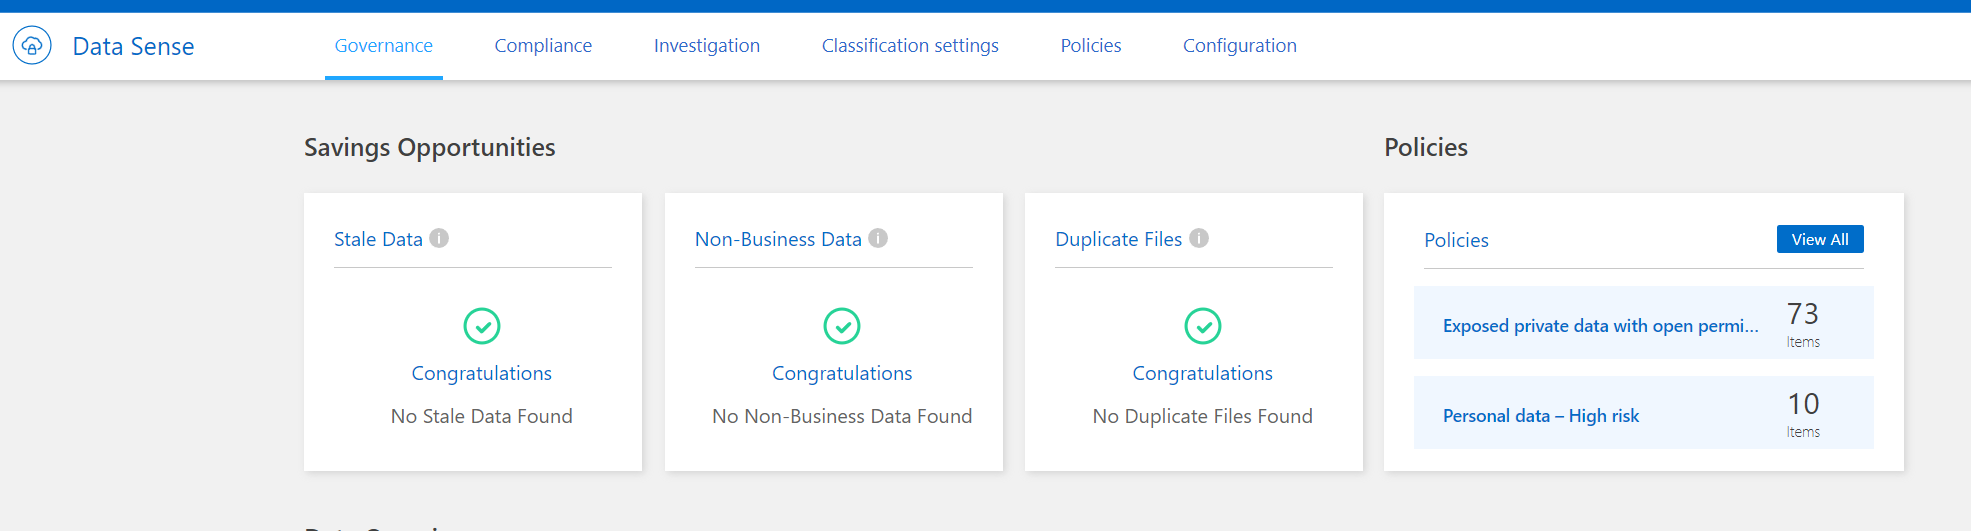 Data Sense
Governance
Compliance
Investigation
Classification settings
Policies
Configuration
Savings Opportunities
Policies
Stale Data
Congratulations
No Stale Data Found
Non-Business Data
Congratulations
No Non-Business Data Found
Duplicate Files
Congratulations
No Duplicate Files Found
Policies
View All
Exposed private data with open permi...
73
Items
Personal data – High risk
10
Items